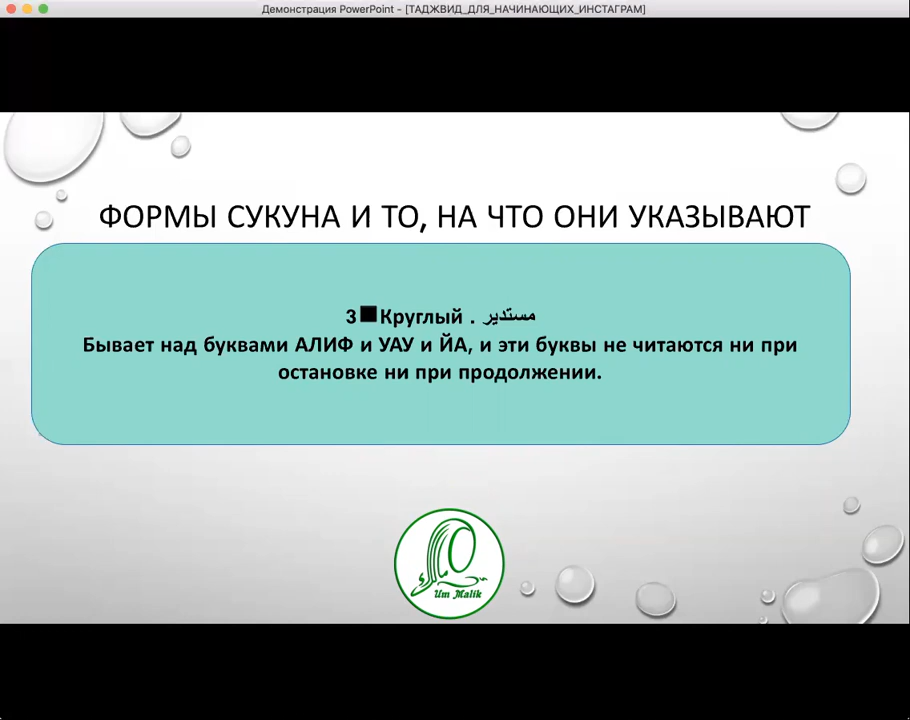 Демонстрация PowerPoint - [ТАДЖВИД_ДЛЯ_НАЧИНАЮЩИХ_ИНСТАГРАМ]
ФОРМЫ СУКУНА И ТО, НА ЧТО ОНИ УКАЗЫВАЮТ
3■Круглый . مستدير
Бывает над буквами АЛИФ и УАУ и ЙА, и эти буквы не читаются ни при
остановке ни при продолжении.
Um Malik